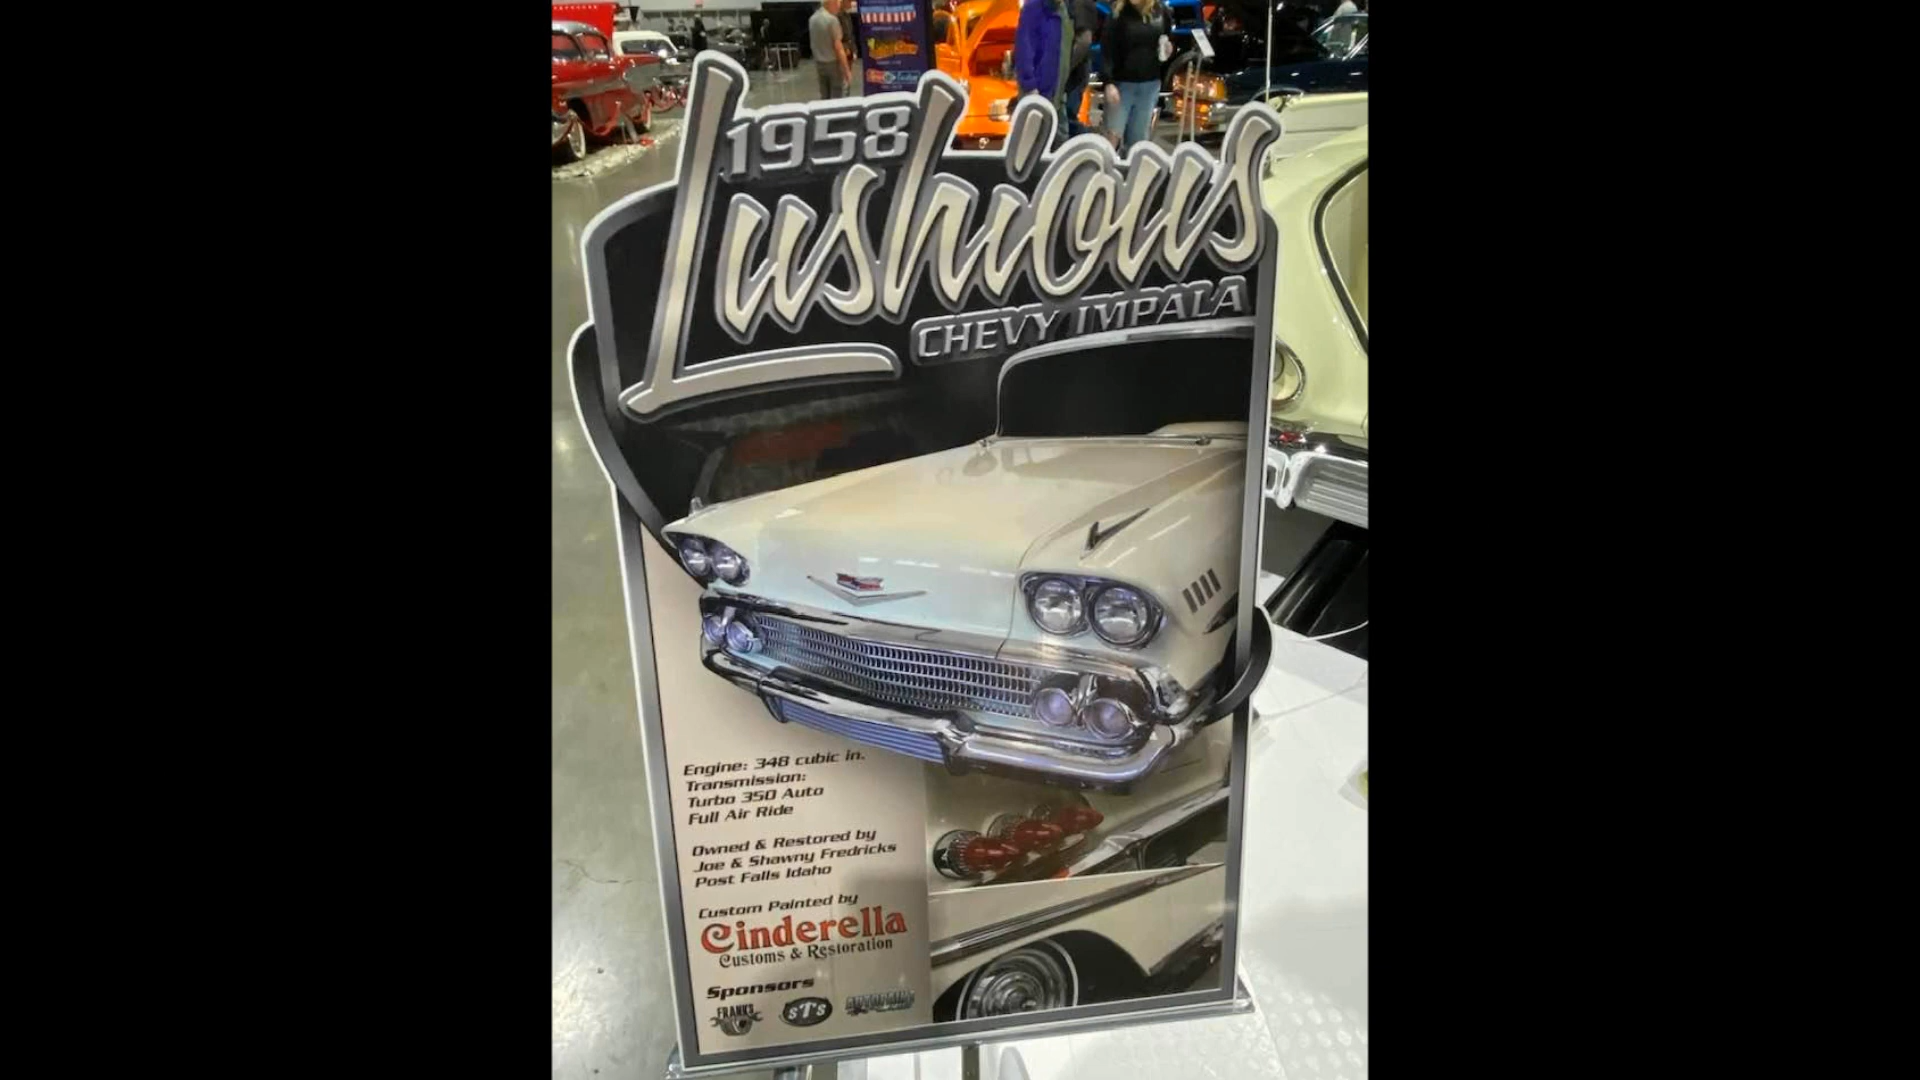 1958
Lushious
CHEVY IMPALA
Engine: 348 cubic in.
Transmission:
Turbo 350 Auto
Full Air Ride
Owned & Restored by
Joe & Shawny Fredricks
Post Falls Idaho
Custom Painted by
Cinderella
Customs & Restoration
Sponsors
FRANK'S
STS